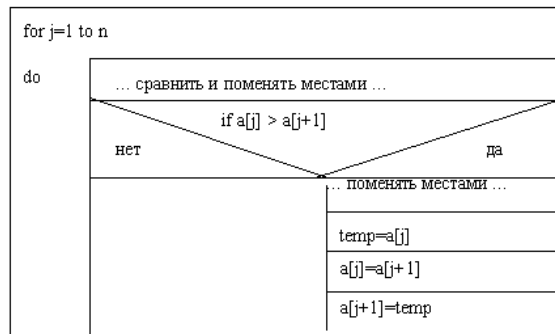 for j=1 to n
do
... сравнить и поменять местами ...
if a[j] > a[j+1]
нет
да
... поменять местами ...
temp=a[j]
a[j]=a[j+1]
a[j+1]=temp